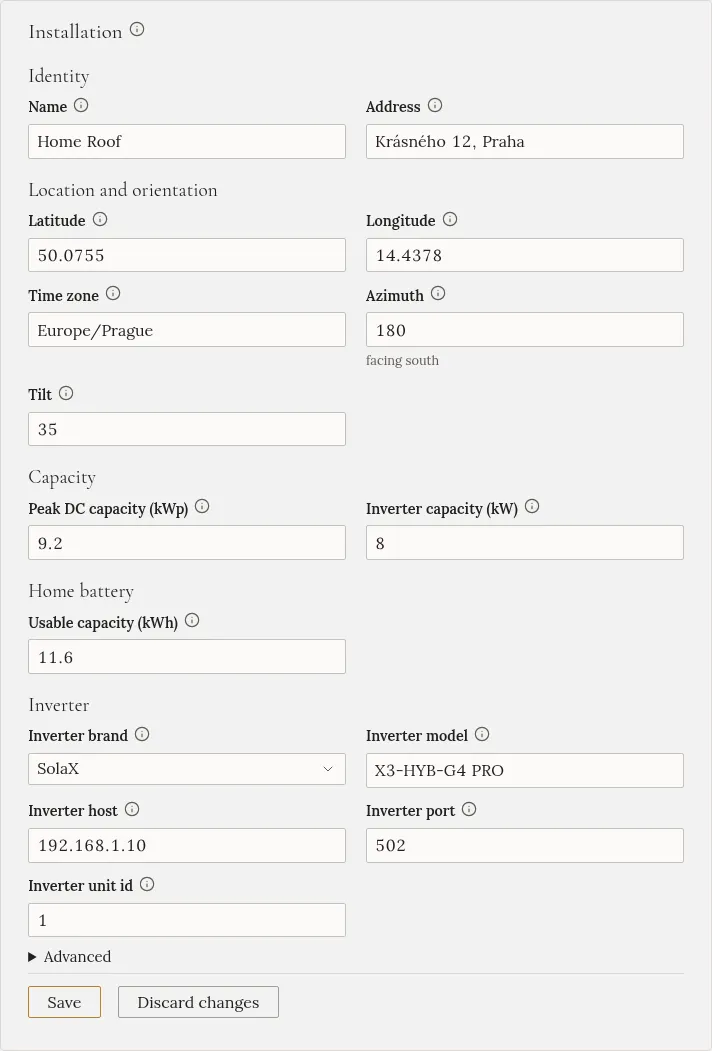 Installation
Identity
Name Address
Home Roof Krásného 12, Praha
Location and orientation
Latitude Longitude
50.0755 14.4378
Time zone Azimuth
Europe/Prague 180
facing south
Tilt
35
Capacity
Peak DC capacity (kWp) Inverter capacity (kW)
9.2 8
Home battery
Usable capacity (kWh)
11.6
Inverter
Inverter brand Inverter model
SolaX X3-HYB-G4 PRO
Inverter host Inverter port
192.168.1.10 502
Inverter unit id
1
Advanced
Save Discard changes